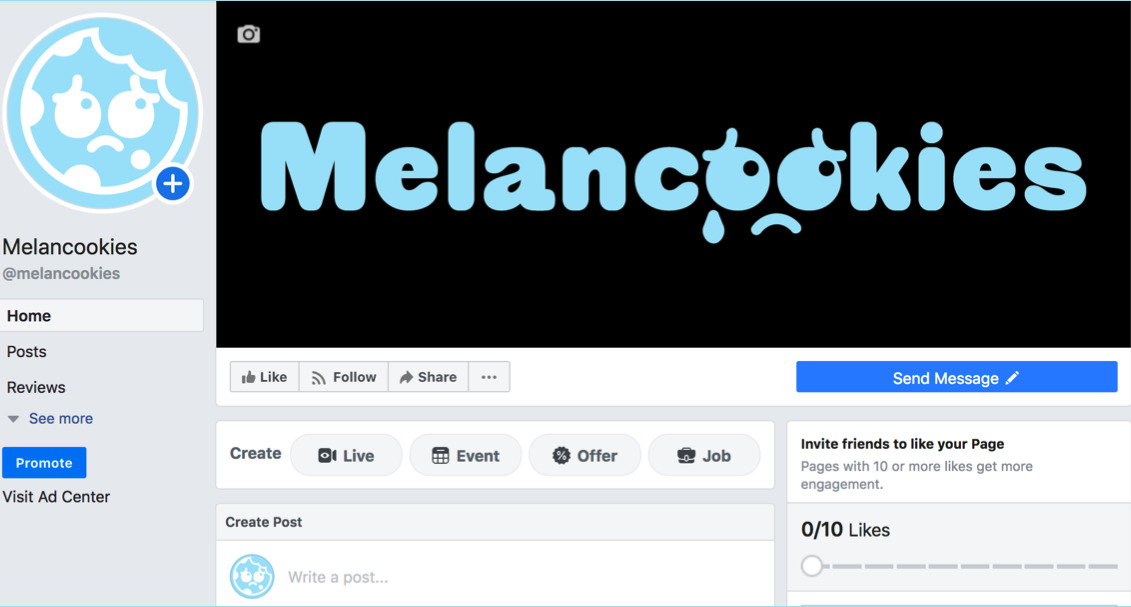 Melancookies
Melancookies
@melancookies
Home
Posts
Reviews
See more
Promote
Visit Ad Center
Like Follow Share ...
Send Message
Create Live Event Offer Job
Create Post
Write a post...
Invite friends to like your Page
Pages with 10 or more likes get more
engagement.
0/10 Likes